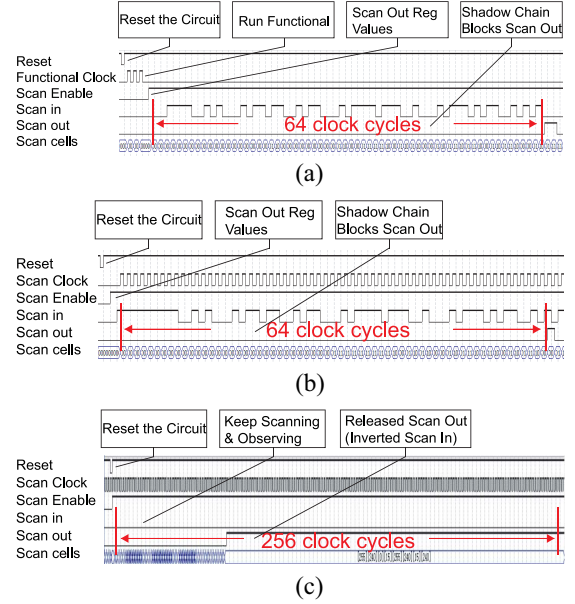 Reset the Circuit
Run Functional
Scan Out Reg
Values
Shadow Chain
Blocks Scan Out
Reset
Functional Clock
Scan Enable
Scan in
Scan out
Scan cells
64 clock cycles
(a)
Reset the Circuit
Scan Out Reg
Values
Shadow Chain
Blocks Scan Out
Reset
Scan Clock
Scan Enable
Scan in
Scan out
Scan cells
64 clock cycles
(b)
Reset the Circuit
Keep Scanning
& Observing
Released Scan Out
(Inverted Scan In)
Reset
Scan Clock
Scan Enable
Scan in
Scan out
Scan cells
256 clock cycles
(c)